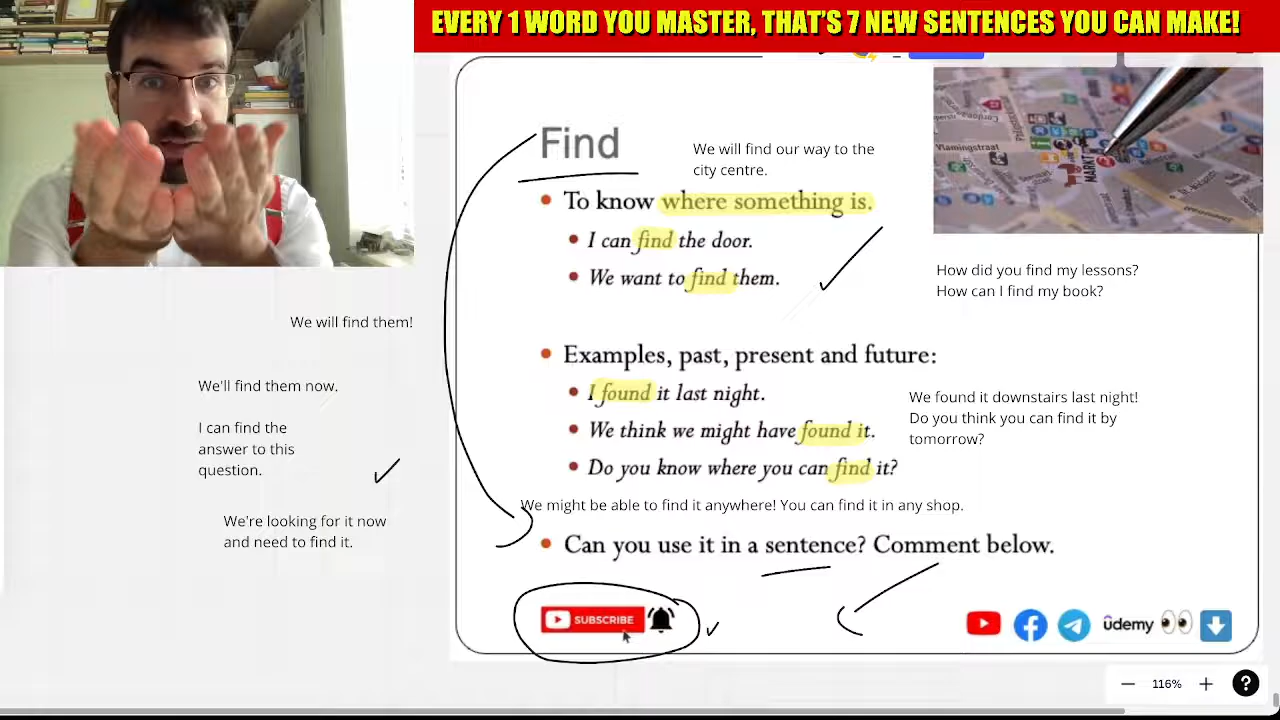 EVERY 1 WORD YOU MASTER, THAT'S 7 NEW SENTENCES YOU CAN MAKE!
Find
We will find our way to the
city centre.
Vlamingstraat
MARKT
To know where something is.
I can find the door.
We want to find them.
How did you find my lessons?
How can I find my book?
We will find them!
Examples, past, present and future:
We'll find them now.
I found it last night.
We found it downstairs last night!
Do you think you can find it by
tomorrow?
I can find the
answer to this
question.
We think we might have found it.
Do you know where you can find it?
We might be able to find it anywhere! You can find it in any shop.
We're looking for it now
and need to find it.
Can you use it in a sentence? Comment below.
SUBSCRIBE
ûdemy
116%